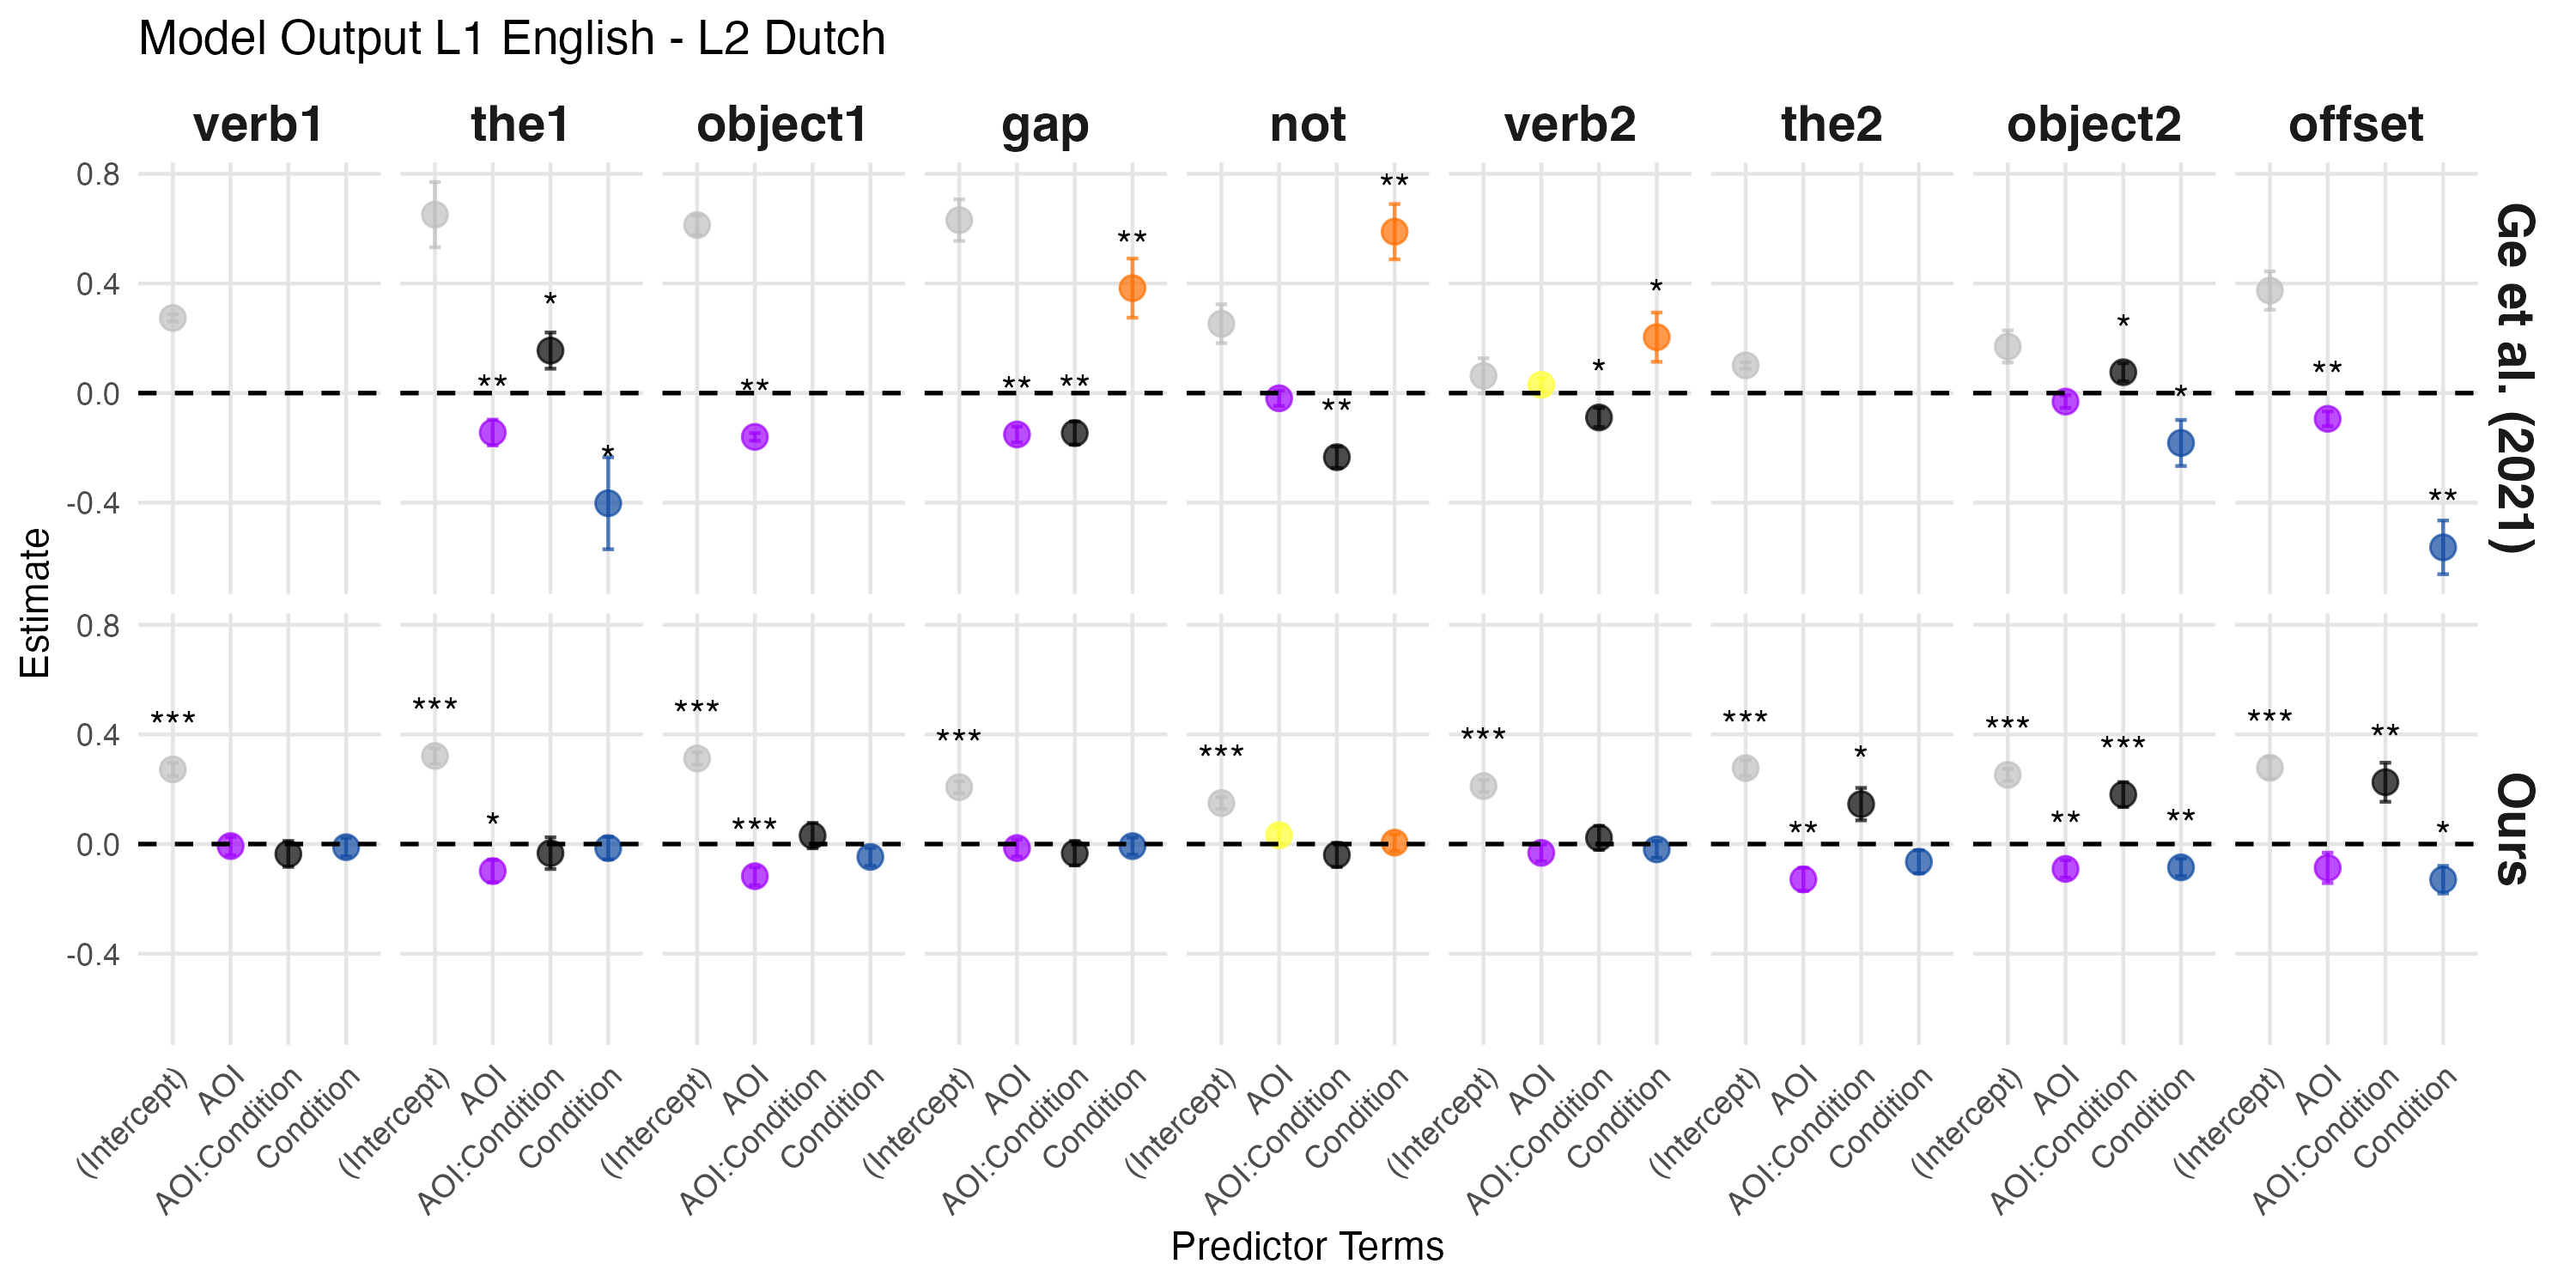 Model Output L1 English - L2 Dutch
verb1 the1 object1 gap not verb2 the2 object2 offset
Estimate
0.8
0.4
0.0
-0.4
** * *
**
** ** **
** **
* *
* *
** **
Ge et al. (2021)
0.8
0.4
0.0
-0.4
***
*** *
*** ***
***
***
***
*** ** *
*** ** *** **
*** ** *
Ours
(Intercept) AOI AOI:Condition Condition
(Intercept) AOI AOI:Condition Condition
(Intercept) AOI AOI:Condition Condition
(Intercept) AOI AOI:Condition Condition
(Intercept) AOI AOI:Condition Condition
(Intercept) AOI AOI:Condition Condition
(Intercept) AOI AOI:Condition Condition
(Intercept) AOI AOI:Condition Condition
(Intercept) AOI AOI:Condition Condition
Predictor Terms